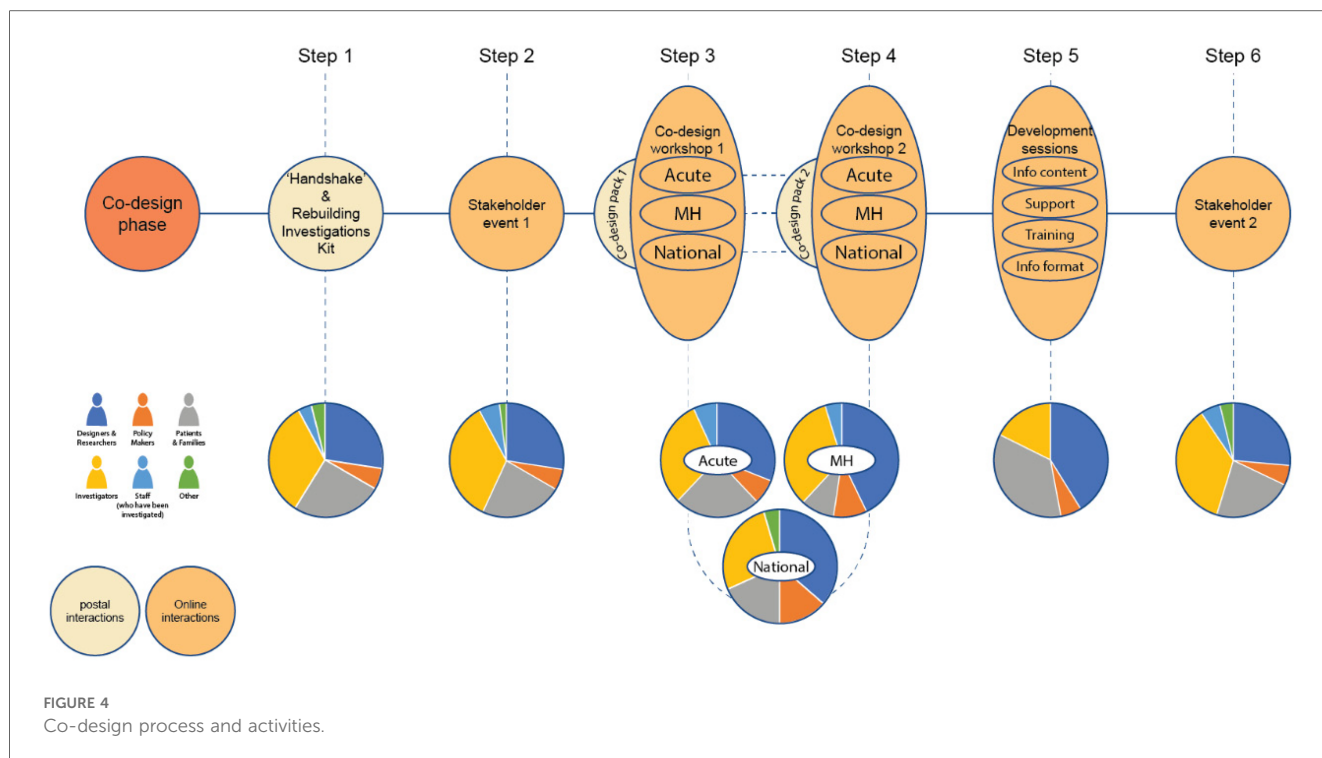 Step 1
Step 2
Step 3
Step 4
Step 5
Step 6
Co-design
phase
'Handshake'
&
Rebuilding
Investigations
Kit
Stakeholder
event 1
Co-design pack 1
Co-design
workshop 1
Acute
MH
National
Co-design pack 2
Co-design
workshop 2
Acute
MH
National
Development
sessions
Info content
Support
Training
Info format
Stakeholder
event 2
Designers &
Researchers
Policy
Makers
Patients
& Families
Investigators
Staff
(who have been
investigated)
Other
Acute
MH
National
postal
interactions
Online
interactions
FIGURE 4
Co-design process and activities.